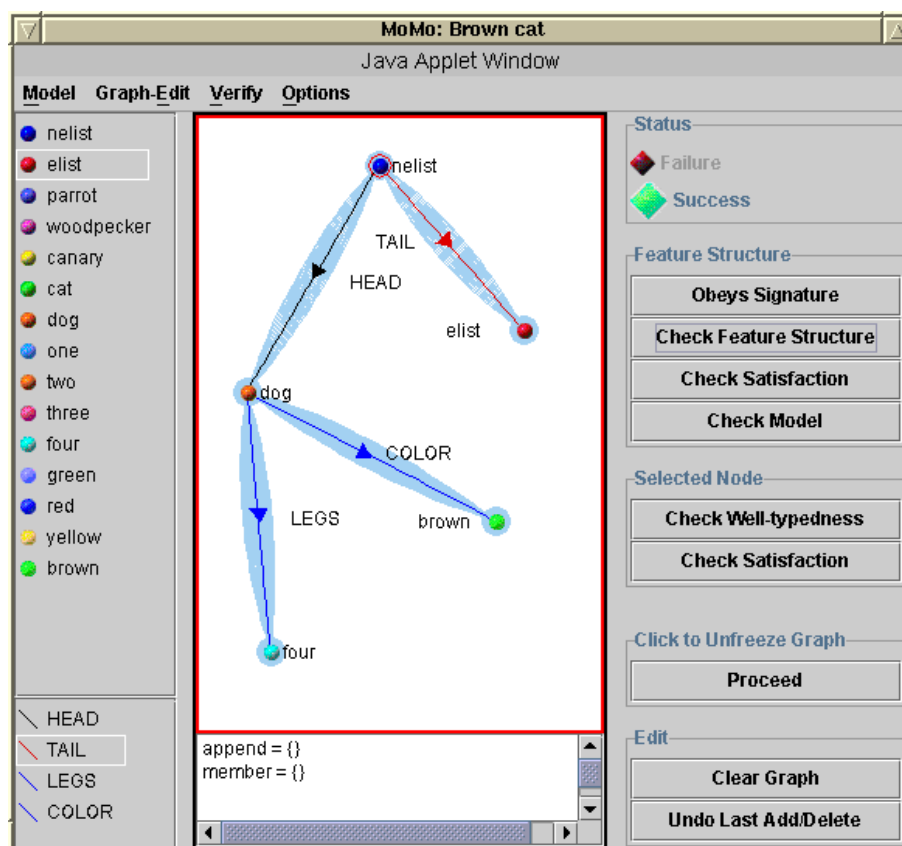 MoMo: Brown cat
Java Applet Window
Model Graph-Edit Verify Options
nelist
elist
parrot
woodpecker
canary
cat
dog
one
two
three
four
green
red
yellow
brown
HEAD
TAIL
LEGS
COLOR
nelist
TAIL
HEAD
elist
dog
COLOR
LEGS
brown
four
append = {}
member = {}
Status
Failure
Success
Feature Structure
Obeys Signature
Check Feature Structure
Check Satisfaction
Check Model
Selected Node
Check Well-typedness
Check Satisfaction
Click to Unfreeze Graph
Proceed
Edit
Clear Graph
Undo Last Add/Delete